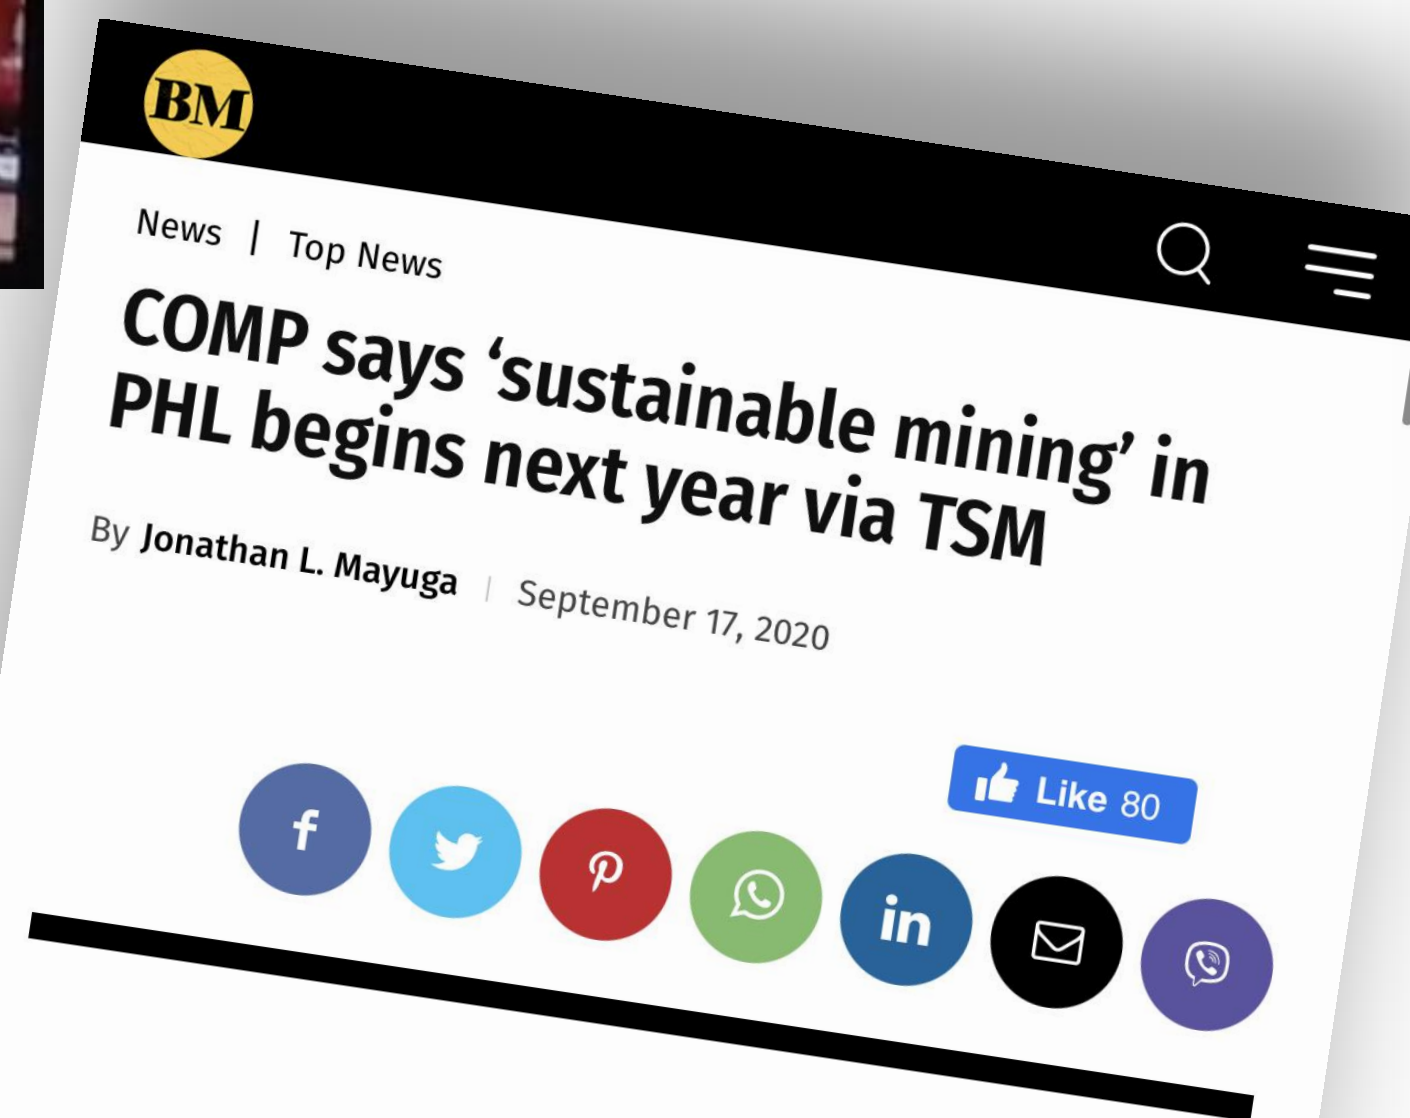 BM
News | Top News
COMP says ‘sustainable mining’ in
PHL begins next year via TSM
By Jonathan L. Mayuga | September 17, 2020
Like 80
f
in